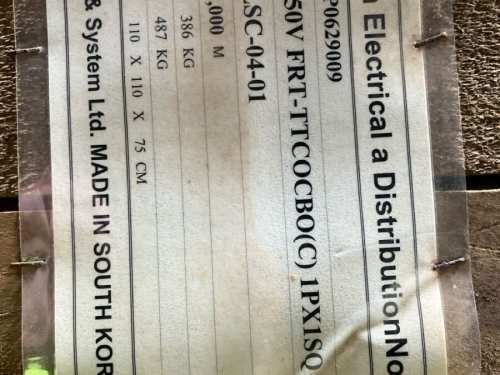 n Electrical a DistributionNo
P0629009
50V FRT-TTCOCBO(C) 1PX1SQ
LSC-04-01
,000 M
386 KG
487 KG
110 X 110 X 75 CM
& System Ltd. MADE IN SOUTH KOR